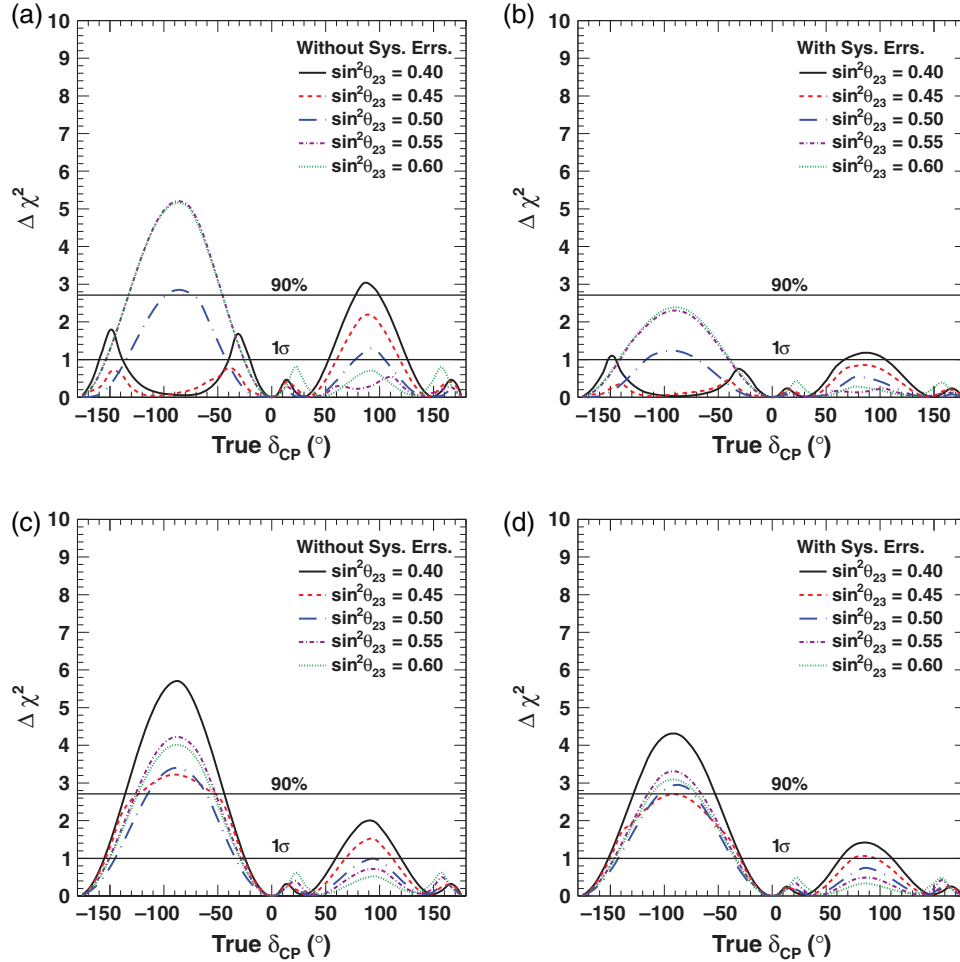 (a)
10
9
8
7
6
5
4
3
2
1
0
Δ χ²
Without Sys. Errs.
sin²θ₂₃ = 0.40
sin²θ₂₃ = 0.45
sin²θ₂₃ = 0.50
sin²θ₂₃ = 0.55
sin²θ₂₃ = 0.60
90%
1σ
−150 −100 −50 0 50 100 150
True δCP (°)
(b)
10
9
8
7
6
5
4
3
2
1
0
Δ χ²
With Sys. Errs.
sin²θ₂₃ = 0.40
sin²θ₂₃ = 0.45
sin²θ₂₃ = 0.50
sin²θ₂₃ = 0.55
sin²θ₂₃ = 0.60
90%
1σ
−150 −100 −50 0 50 100 150
True δCP (°)
(c)
10
9
8
7
6
5
4
3
2
1
0
Δ χ²
Without Sys. Errs.
sin²θ₂₃ = 0.40
sin²θ₂₃ = 0.45
sin²θ₂₃ = 0.50
sin²θ₂₃ = 0.55
sin²θ₂₃ = 0.60
90%
1σ
−150 −100 −50 0 50 100 150
True δCP (°)
(d)
10
9
8
7
6
5
4
3
2
1
0
Δ χ²
With Sys. Errs.
sin²θ₂₃ = 0.40
sin²θ₂₃ = 0.45
sin²θ₂₃ = 0.50
sin²θ₂₃ = 0.55
sin²θ₂₃ = 0.60
90%
1σ
−150 −100 −50 0 50 100 150
True δCP (°)